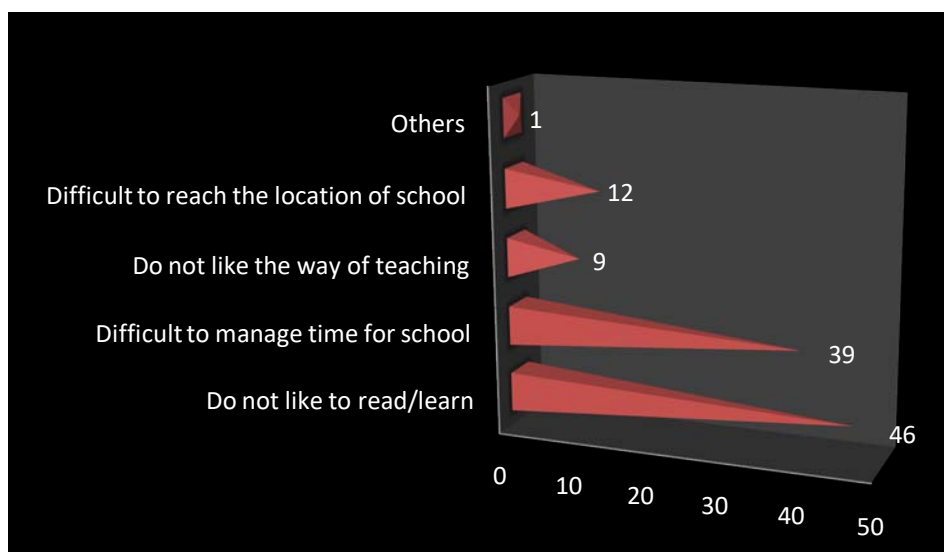 Others
1
Difficult to reach the location of school
12
Do not like the way of teaching
9
Difficult to manage time for school
39
Do not like to read/learn
46
0
10
20
30
40
50